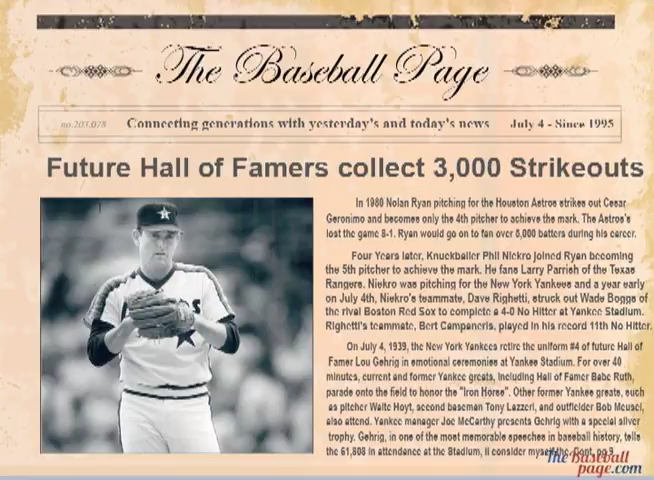 The Baseball Page
no.203.078 Connecting generations with yesterday's and today's news July 4 - Since 1995
Future Hall of Famers collect 3,000 Strikeouts
In 1980 Nolan Ryan pitching for the Houston Astros strikes out Cesar
Geronimo and becomes only the 4th pitcher to achieve the mark. The Astros's
lost the game 8-1. Ryan would go on to fan over 5,000 batters during his career.
Four Years later, Knuckleballer Phil Niekro joined Ryan becoming
the 5th pitcher to achieve the mark. He fans Larry Parrish of the Texas
Rangers. Niekro was pitching for the New York Yankees and a year early
on July 4th, Niekro's teammate, Dave Righetti, struck out Wade Boggs of
the rival Boston Red Sox to complete a 4-0 No Hitter at Yankee Stadium.
Righetti's teammate, Bert Campaneris, played in his record 11th No Hitter.
On July 4, 1939, the New York Yankees retire the uniform #4 of future Hall of
Famer Lou Gehrig in emotional ceremonies at Yankee Stadium. For over 40
minutes, current and former Yankee greats, including Hall of Famer Babe Ruth,
parade onto the field to honor the "Iron Horse". Other former Yankee greats, such
as pitcher Waite Hoyt, second baseman Tony Lazzeri, and outfielder Bob Meusel,
also attend. Yankee manager Joe McCarthy presents Gehrig with a special silver
trophy. Gehrig, in one of the most memorable speeches in baseball history, tells
the 61,808 in attendance at the Stadium, ii consider myself the. Cont. pg 9
The Baseball
page.com